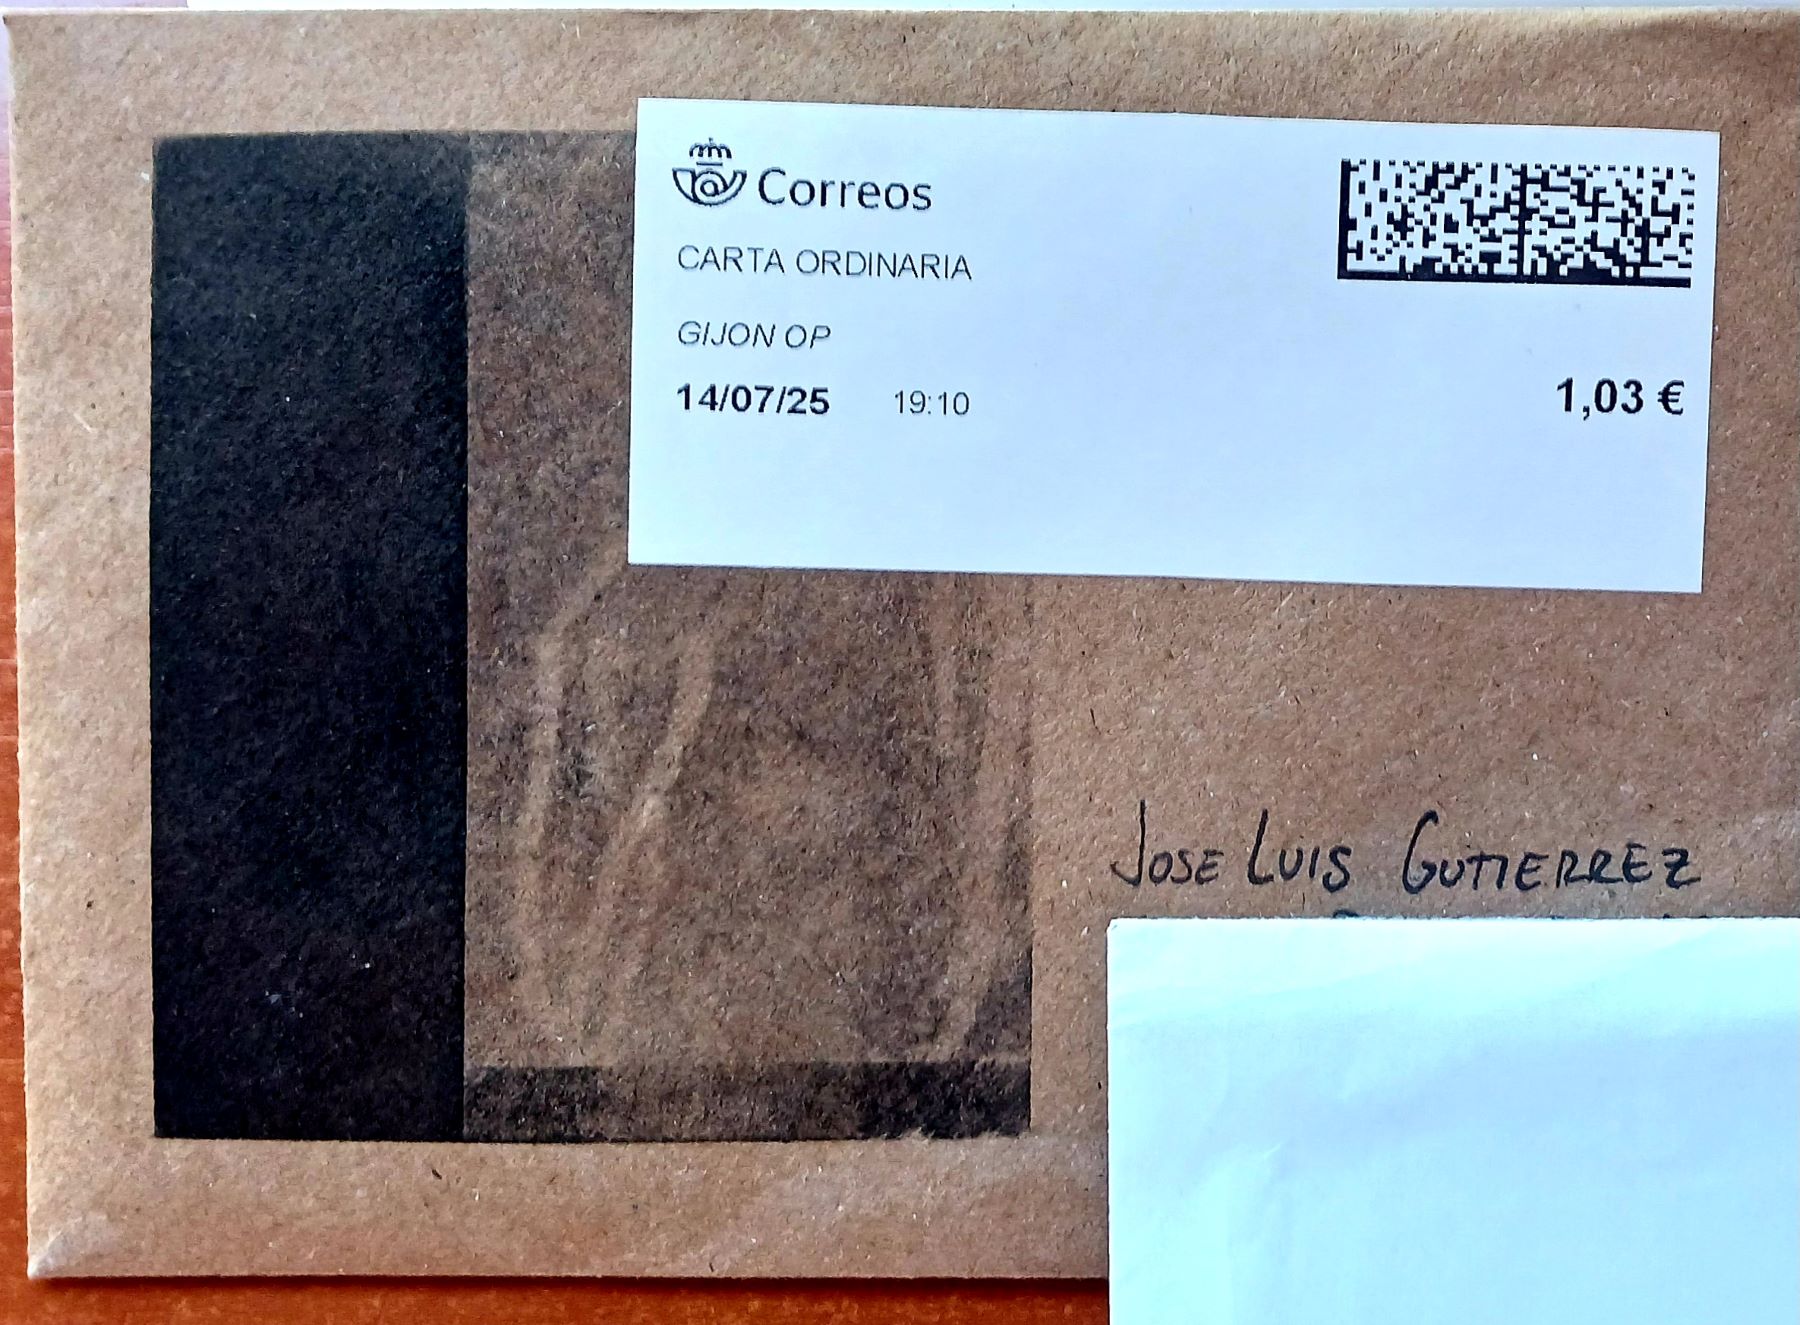 Correos
CARTA ORDINARIA
GIJON OP
14/07/25 19:10
1,03 €
JOSE LUIS GUTIERREZ